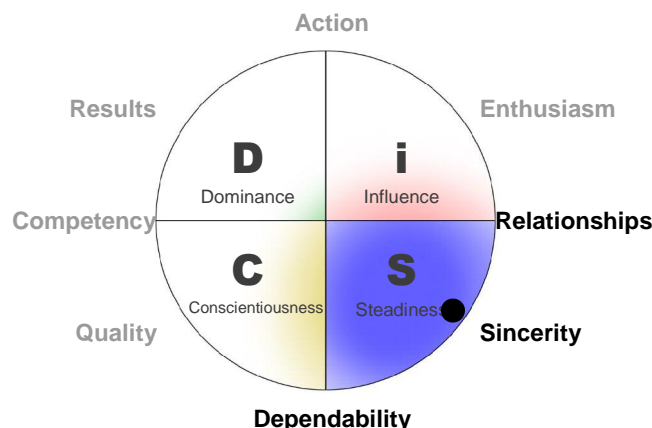 Action
Results
Enthusiasm
D
i
Dominance
Influence
Competency
Relationships
C
S
Conscientiousness
Steadiness
Quality
Sincerity
Dependability